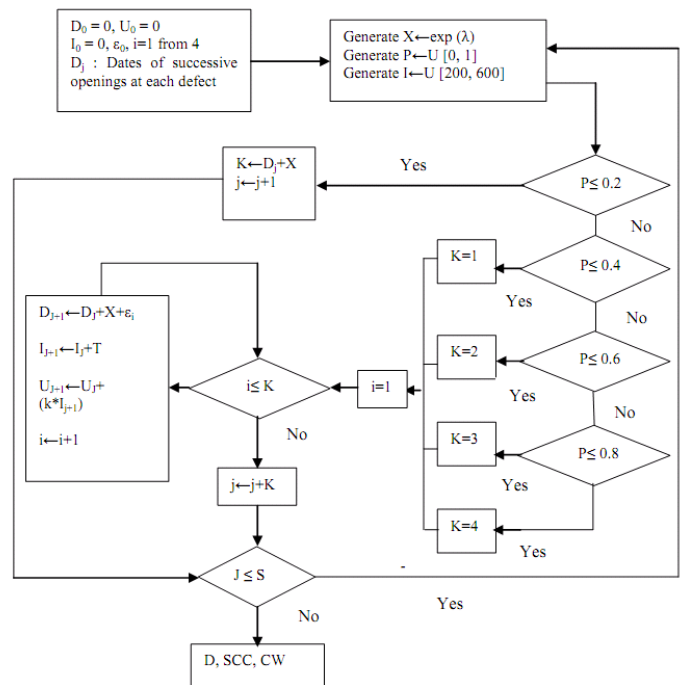 D0 = 0, U0 = 0
I0 = 0, ε0, i=1 from 4
Dj : Dates of successive
openings at each defect
Generate X←exp (λ)
Generate P←U [0, 1]
Generate I←U [200, 600]
K←Dj+X
j←j+1
Yes
P≤ 0.2
No
K=1
P≤ 0.4
Yes
No
DJ+1←DJ+X+εi
IJ+1←IJ+T
UJ+1←UJ+
(k*Ij+1)
i←i+1
i≤ K
i=1
K=2
P≤ 0.6
Yes
No
No
K=3
P≤ 0.8
Yes
j←j+K
K=4
Yes
J ≤ S
No
Yes
D, SCC, CW